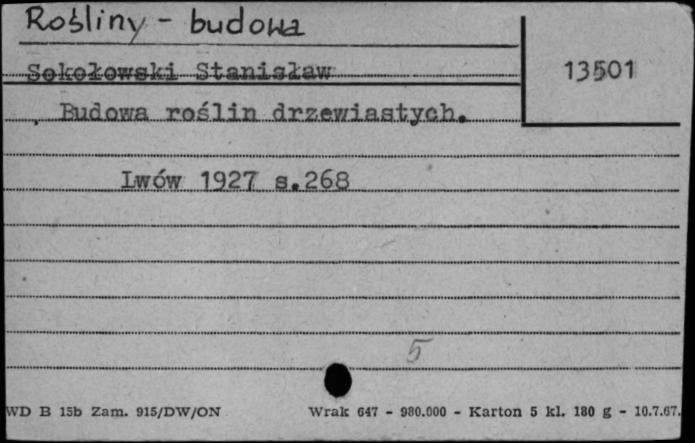 Rośliny - budowa
13501
Sokołowski Stanisław
Budowa roślin drzewiastych.
Lwów 1927 s.268
5
WD B 15b Zam. 915/DW/ON Wrak 647 - 980.000 - Karton 5 kl. 180 g - 10.7.67.